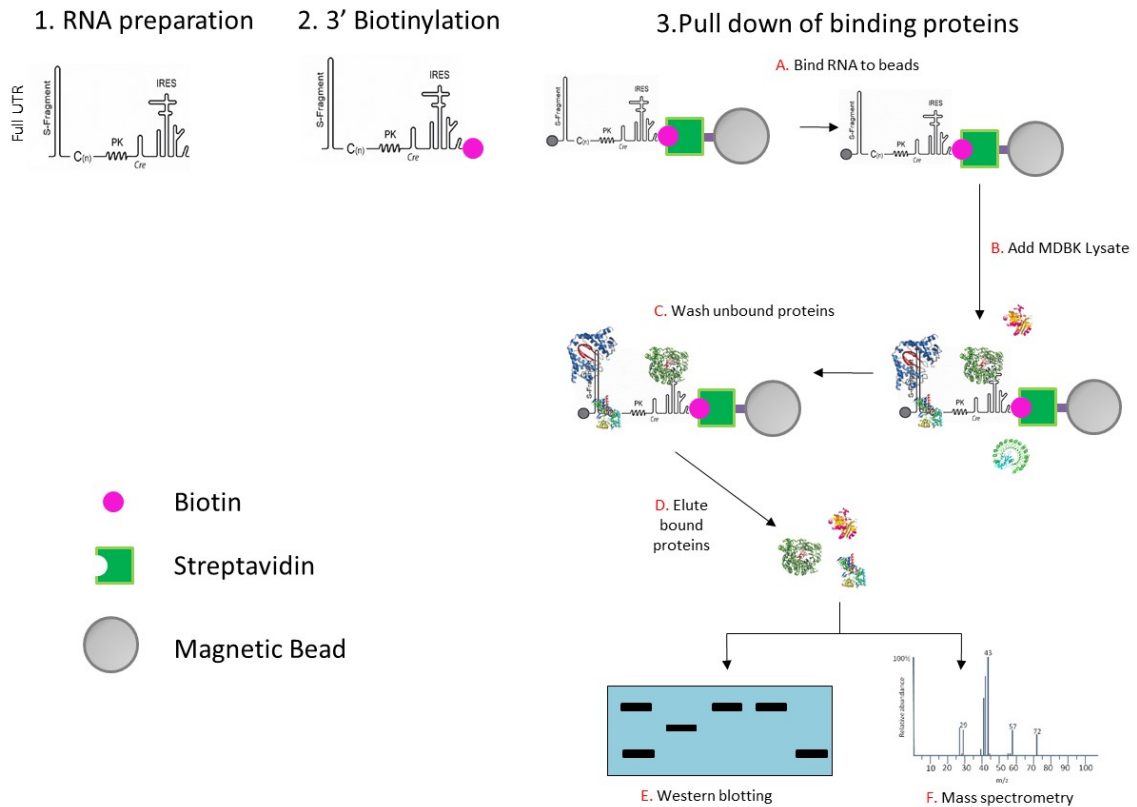 1. RNA preparation
2. 3' Biotinylation
3.Pull down of binding proteins
Full UTR
S-Fragment
C(n)
PK
Cre
IRES
S-Fragment
C(n)
PK
Cre
IRES
A. Bind RNA to beads
S-Fragment
C(n)
PK
Cre
IRES
S-Fragment
C(n)
PK
Cre
IRES
B. Add MDBK Lysate
C. Wash unbound proteins
PK
Cre
PK
Cre
D. Elute
bound
proteins
Biotin
Streptavidin
Magnetic Bead
E. Western blotting
100%
Relative abundance
43
29
57
72
10 20 30 40 50 60 70 80 90 100
m/z
F. Mass spectrometry